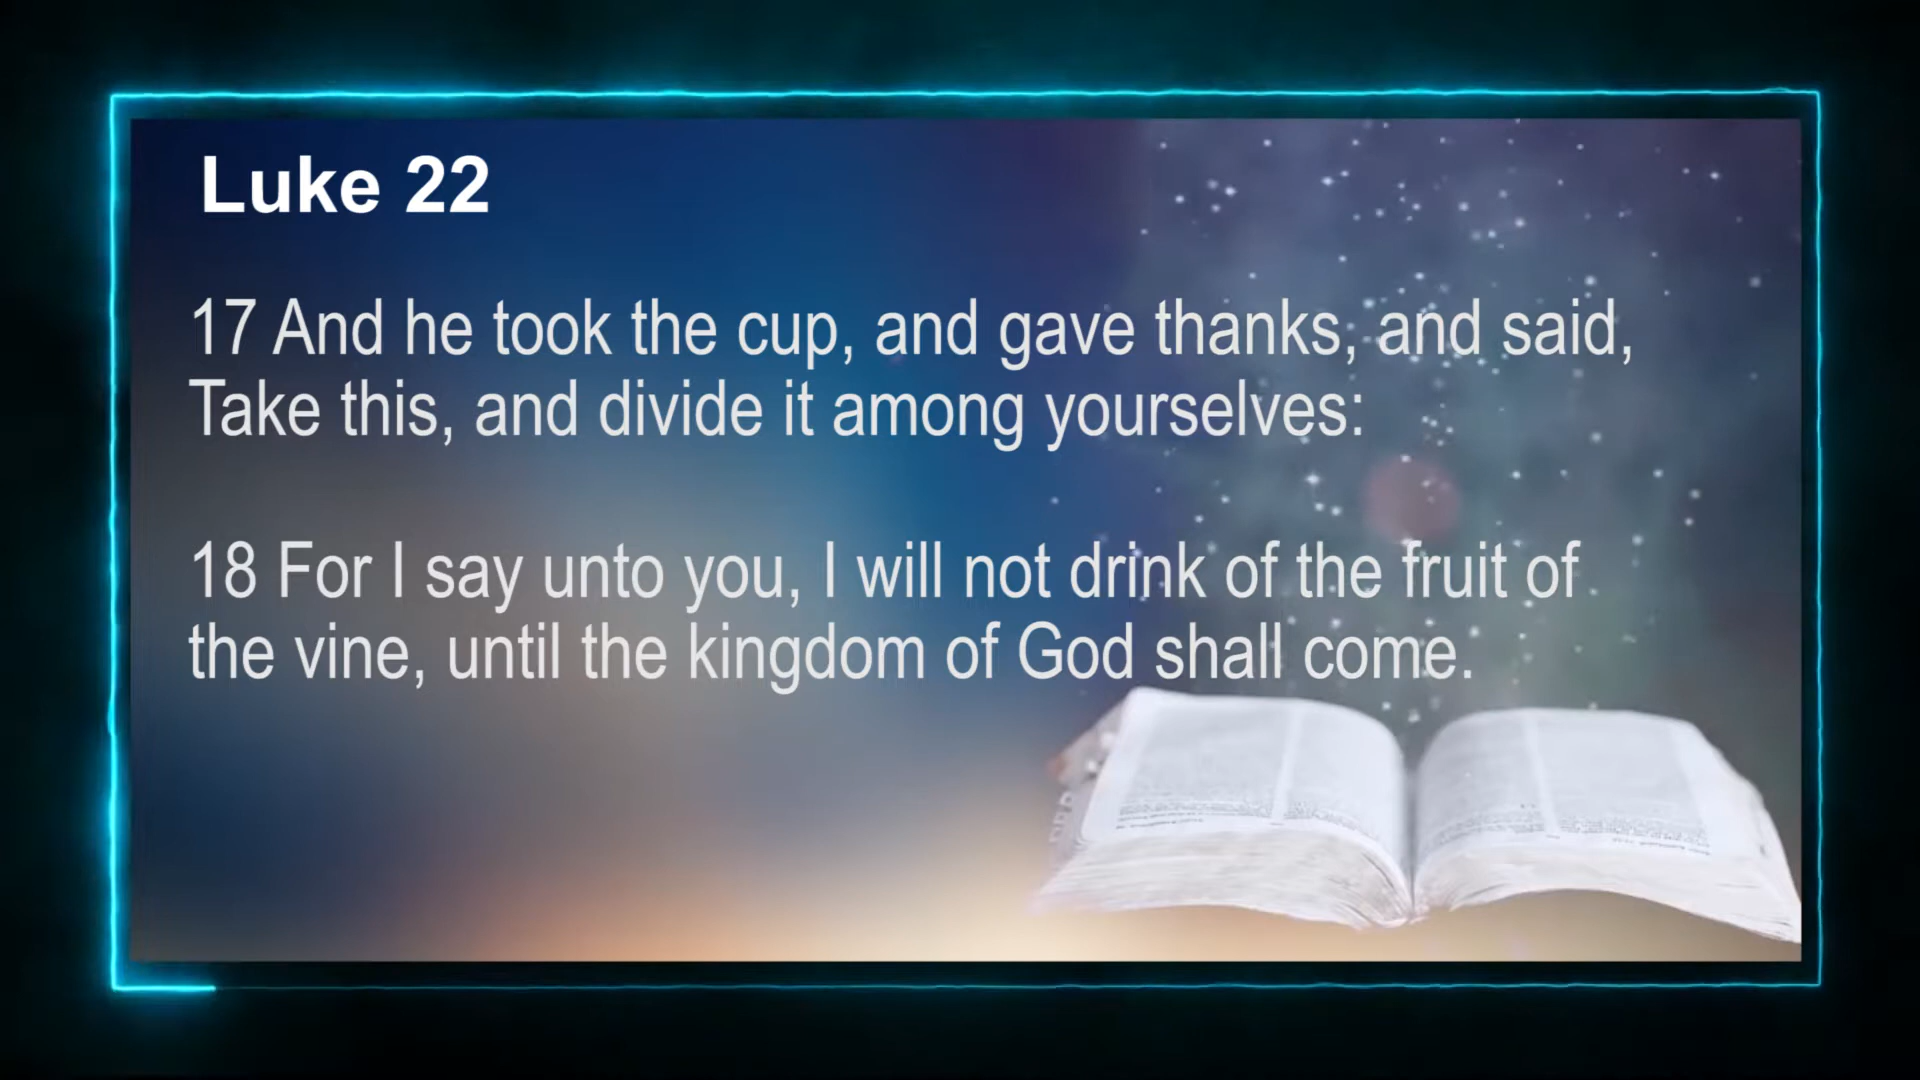 Luke 22
17 And he took the cup, and gave thanks, and said,
Take this, and divide it among yourselves:
18 For I say unto you, I will not drink of the fruit of
the vine, until the kingdom of God shall come.